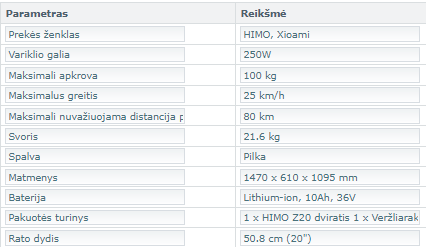 Parametras Reikšmė
Prekės ženklas HIMO, Xioami
Variklio galia 250W
Maksimali apkrova 100 kg
Maksimalus greitis 25 km/h
Maksimali nuvažiuojama distancija p 80 km
Svoris 21.6 kg
Spalva Pilka
Matmenys 1470 x 610 x 1095 mm
Baterija Lithium-ion, 10Ah, 36V
Pakuotės turinys 1 x HIMO Z20 dviratis 1 x Veržliarak
Rato dydis 50.8 cm (20")